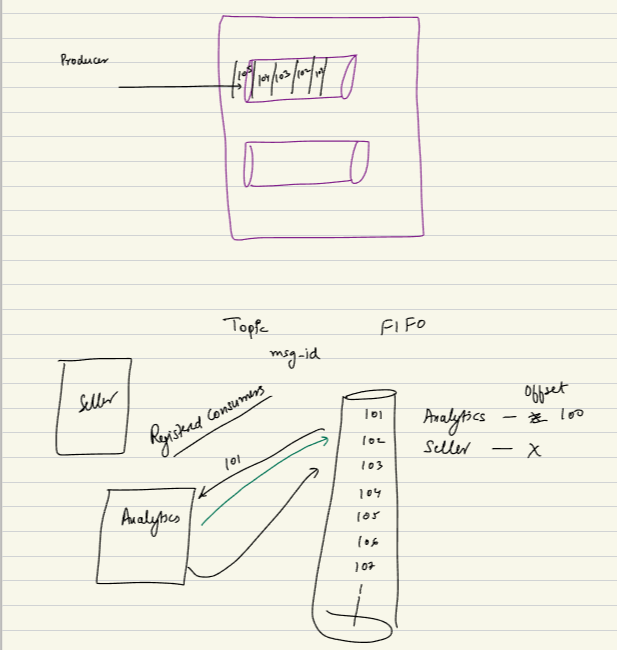 Producer
105 104 103 102 101
Topic FIFO
msg-id
Seller
Registered Consumers
Offset
101 Analytics - 100
102 Seller - X
101
103
104
Analytics
105
106
107